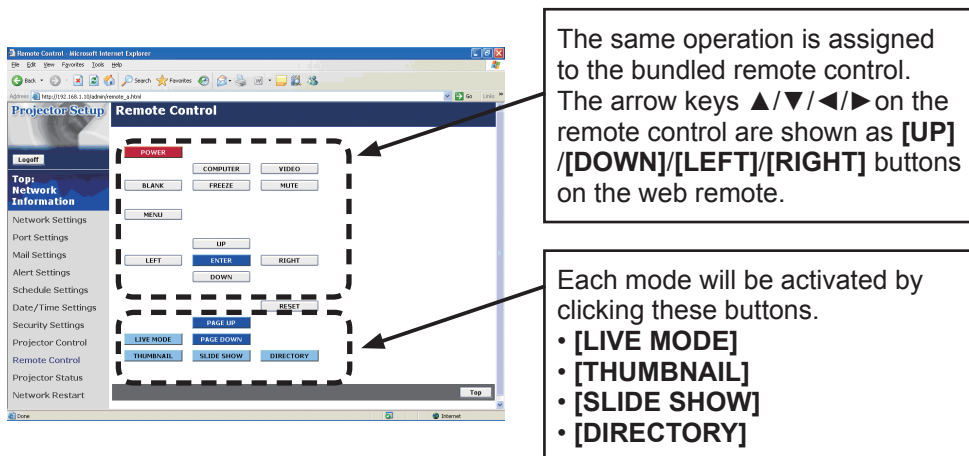 Remote Control - Microsoft Internet Explorer
File Edit View Favorites Tools Help
Back Search Favorites
Address http://192.168.1.10/admin/remote_a.html Go Links »
Projector Setup
Remote Control
Logoff
Top:
Network
Information
Network Settings
Port Settings
Mail Settings
Alert Settings
Schedule Settings
Date/Time Settings
Security Settings
Projector Control
Remote Control
Projector Status
Network Restart
POWER
COMPUTER VIDEO
BLANK FREEZE MUTE
MENU
UP
LEFT ENTER RIGHT
DOWN
RESET
PAGE UP
LIVE MODE PAGE DOWN
THUMBNAIL SLIDE SHOW DIRECTORY
Top
Done Internet
The same operation is assigned
to the bundled remote control.
The arrow keys ▲/▼/◄/► on the
remote control are shown as [UP]
/[DOWN]/[LEFT]/[RIGHT] buttons
on the web remote.
Each mode will be activated by
clicking these buttons.
• [LIVE MODE]
• [THUMBNAIL]
• [SLIDE SHOW]
• [DIRECTORY]